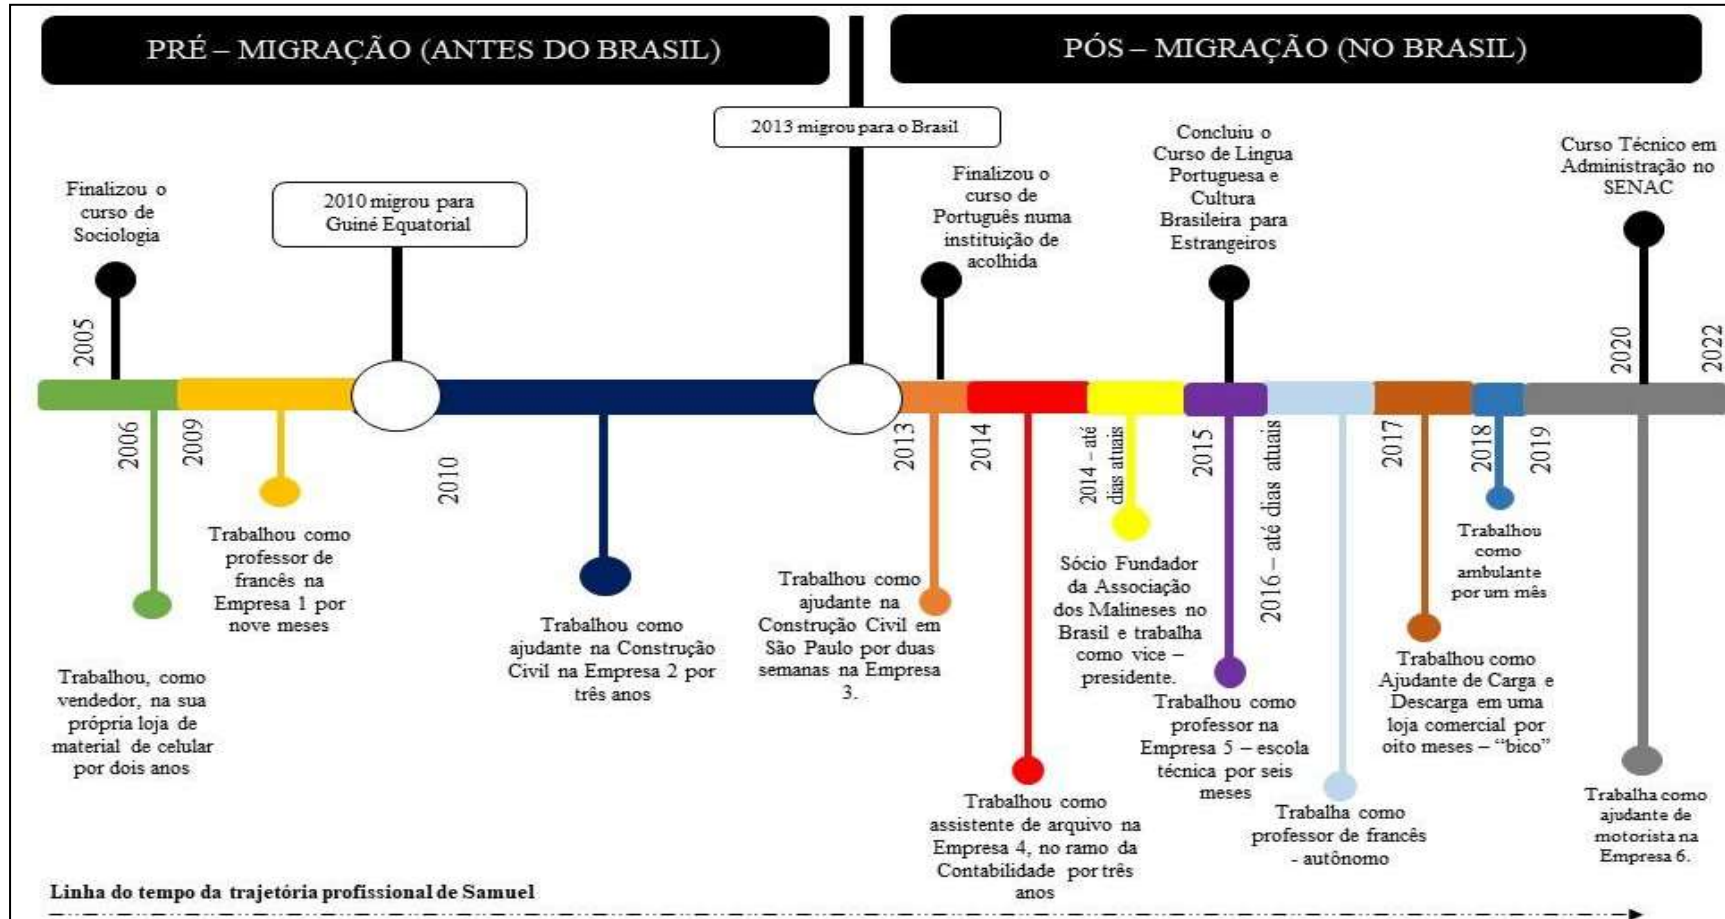 PRÉ – MIGRAÇÃO (ANTES DO BRASIL)
PÓS – MIGRAÇÃO (NO BRASIL)
2013 migrou para o Brasil
Finalizou o
curso de
Sociologia
2010 migrou para
Guiné Equatorial
Finalizou o
curso de
Português numa
instituição de
acolhida
Concluiu o
Curso de Lingua
Portuguesa e
Cultura
Brasileira para
Estrangeiros
Curso Técnico em
Administração no
SENAC
2005
2020
2022
2006
2009
2010
2013
2014
2014 – até
dias atuais
2015
2016 – até dias atuais
2017
2018
2019
Trabalhou, como
vendedor, na sua
própria loja de
material de celular
por dois anos
Trabalhou como
professor de
francês na
Empresa 1 por
nove meses
Trabalhou como
ajudante na Construção
Civil na Empresa 2 por
três anos
Trabalhou como
ajudante na
Construção Civil em
São Paulo por duas
semanas na Empresa
3.
Trabalhou como
assistente de arquivo na
Empresa 4, no ramo da
Contabilidade por três
anos
Sócio Fundador
da Associação
dos Malineses no
Brasil e trabalha
como vice –
presidente.
Trabalhou como
professor na
Empresa 5 – escola
técnica por seis
meses
Trabalha como
professor de francês
- autônomo
Trabalhou como
Ajudante de Carga e
Descarga em uma
loja comercial por
oito meses – “bico”
Trabalhou
como
ambulante
por um mês
Trabalha como
ajudante de
motorista na
Empresa 6.
Linha do tempo da trajetória profissional de Samuel